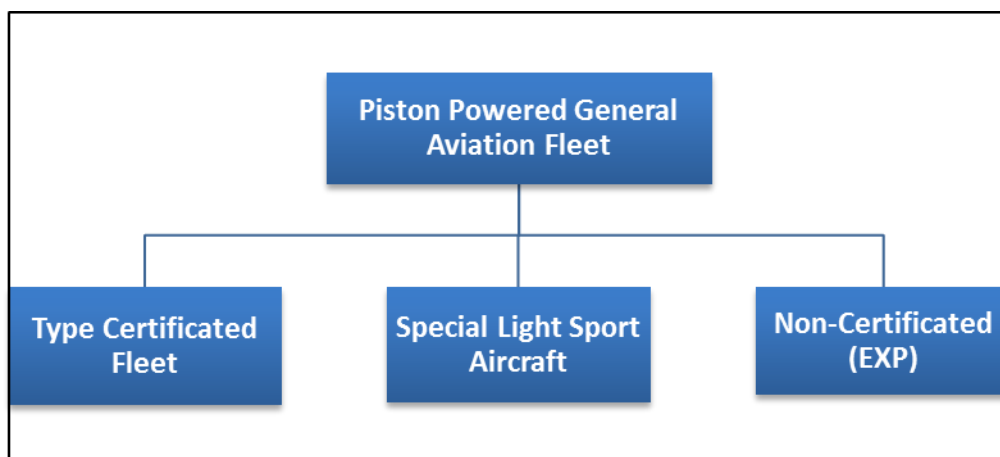 Piston Powered General
Aviation Fleet
Type Certificated
Fleet
Special Light Sport
Aircraft
Non-Certificated
(EXP)